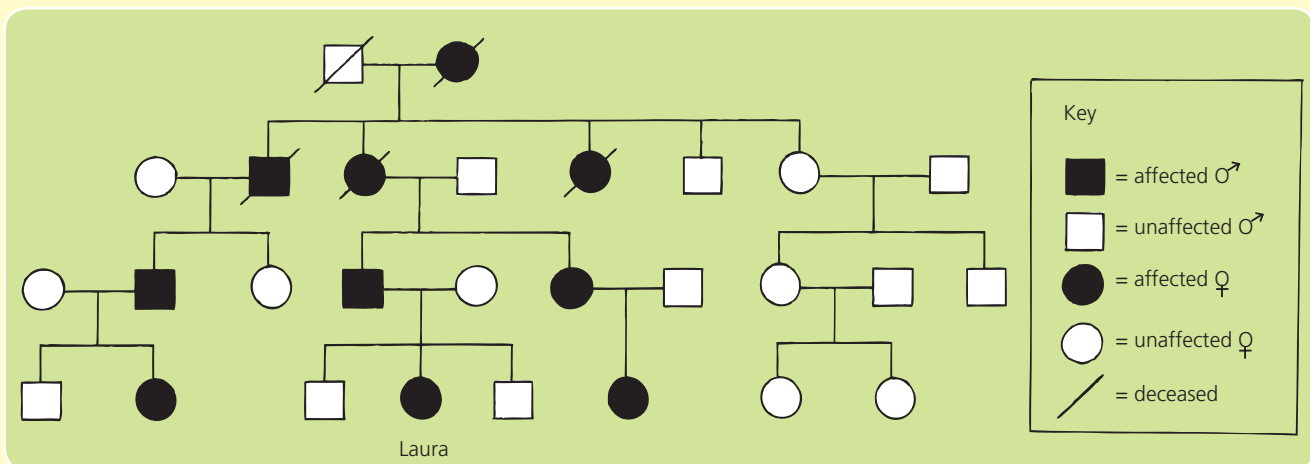 Key
= affected ♂
= unaffected ♂
= affected ♀
= unaffected ♀
= deceased
Laura